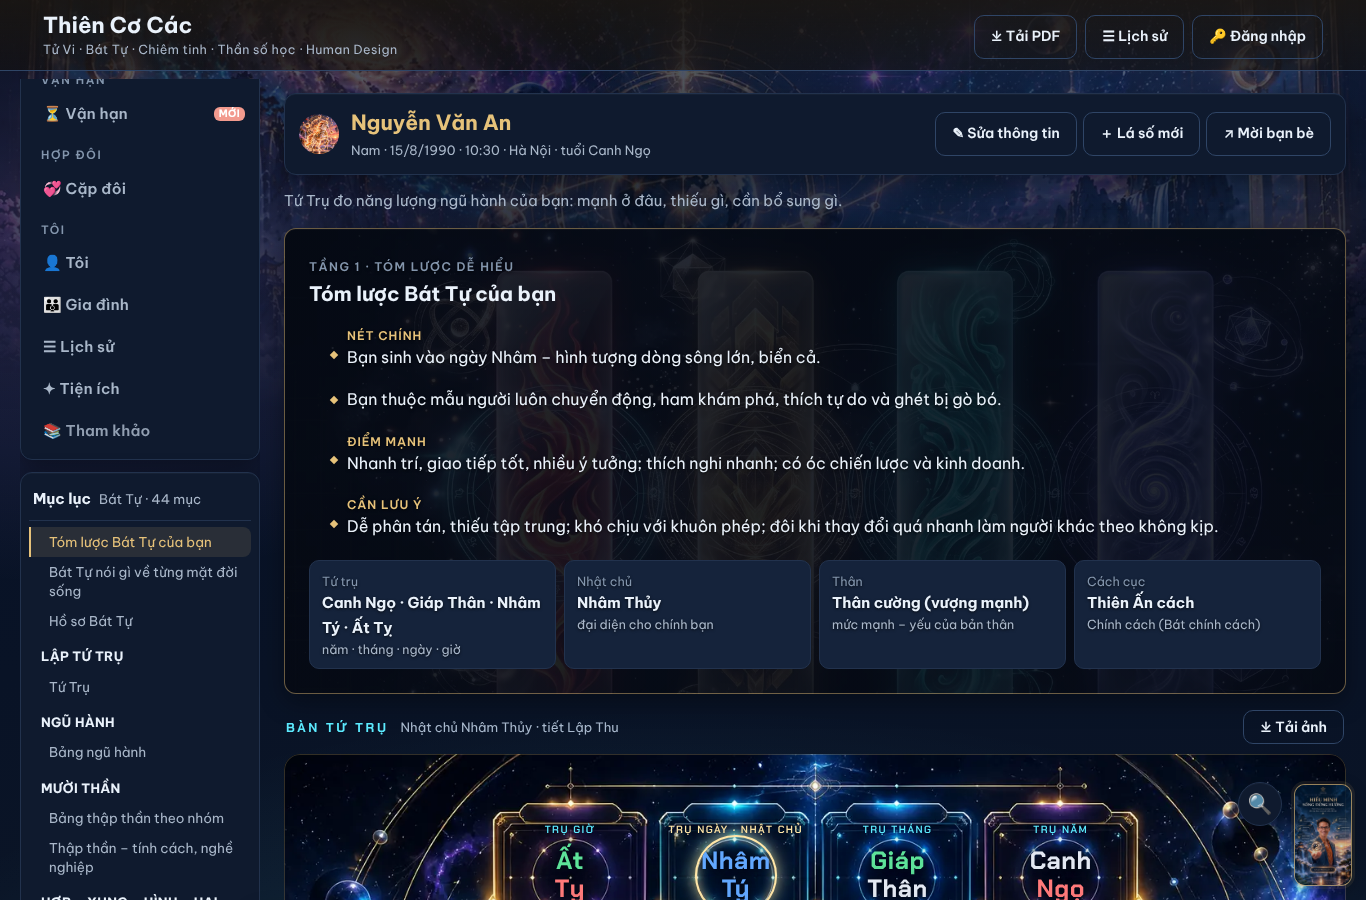 Thiên Cơ Các
Tử Vi · Bát Tự · Chiêm tinh · Thần số học · Human Design
Tải PDF
Lịch sử
Đăng nhập
VẬN HẠN
Vận hạn
MỚI
HỢP ĐÔI
Cặp đôi
TÔI
Tôi
Gia đình
Lịch sử
Tiện ích
Tham khảo
Mục lục Bát Tự · 44 mục
Tóm lược Bát Tự của bạn
Bát Tự nói gì về từng mặt đời
sống
Hồ sơ Bát Tự
LẬP TỨ TRỤ
Tứ Trụ
NGŨ HÀNH
Bảng ngũ hành
MƯỜI THẦN
Bảng thập thần theo nhóm
Thập thần – tính cách, nghề
nghiệp
Nguyễn Văn An
Nam · 15/8/1990 · 10:30 · Hà Nội · tuổi Canh Ngọ
Sửa thông tin
+ Lá số mới
Mời bạn bè
Tứ Trụ đo năng lượng ngũ hành của bạn: mạnh ở đâu, thiếu gì, cần bổ sung gì.
TẦNG 1 · TÓM LƯỢC DỄ HIỂU
Tóm lược Bát Tự của bạn
NÉT CHÍNH
Bạn sinh vào ngày Nhâm – hình tượng dòng sông lớn, biển cả.
Bạn thuộc mẫu người luôn chuyển động, ham khám phá, thích tự do và ghét bị gò bó.
ĐIỂM MẠNH
Nhanh trí, giao tiếp tốt, nhiều ý tưởng; thích nghi nhanh; có óc chiến lược và kinh doanh.
CẦN LƯU Ý
Dễ phân tán, thiếu tập trung; khó chịu với khuôn phép; đôi khi thay đổi quá nhanh làm người khác theo không kịp.
Tứ trụ
Canh Ngọ · Giáp Thân · Nhâm
Tý · Ất Tỵ
năm · tháng · ngày · giờ
Nhật chủ
Nhâm Thủy
đại diện cho chính bạn
Thân
Thân cường (vượng mạnh)
mức mạnh – yếu của bản thân
Cách cục
Thiên Ấn cách
Chính cách (Bát chính cách)
BÀN TỨ TRỤ Nhật chủ Nhâm Thủy · tiết Lập Thu
Tải ảnh
TRỤ GIỜ
Ất
Tỵ
TRỤ NGÀY · NHẬT CHỦ
Nhâm
Tý
TRỤ THÁNG
Giáp
Thân
TRỤ NĂM
Canh
Ngọ